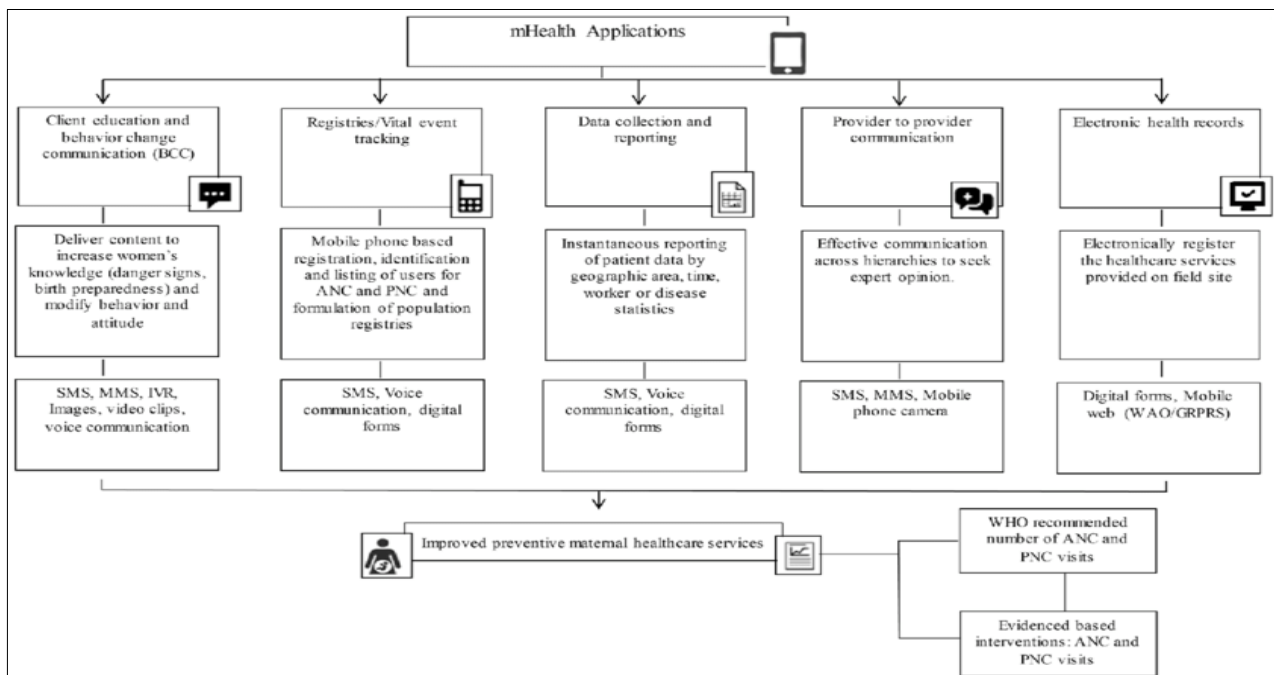 mHealth Applications
Client education and
behavior change
communication (BCC)
Registries/Vital event
tracking
Data collection and
reporting
Provider to provider
communication
Electronic health records
Deliver content to
increase women's
knowledge (danger signs,
birth preparedness) and
modify behavior and
attitude
Mobile phone based
registration, identification
and listing of users for
ANC and PNC and
formulation of population
registries
Instantaneous reporting
of patient data by
geographic area, time,
worker or disease
statistics
Effective communication
across hierarchies to seek
expert opinion.
Electronically register
the healthcare services
provided on field site
SMS, MMS, IVR,
Images, video clips,
voice communication
SMS, Voice
communication, digital
forms
SMS, Voice
communication, digital
forms
SMS, MMS, Mobile
phone camera
Digital forms, Mobile
web (WAO/GRPRS)
Improved preventive maternal healthcare services
WHO recommended
number of ANC and
PNC visits
Evidenced based
interventions: ANC and
PNC visits